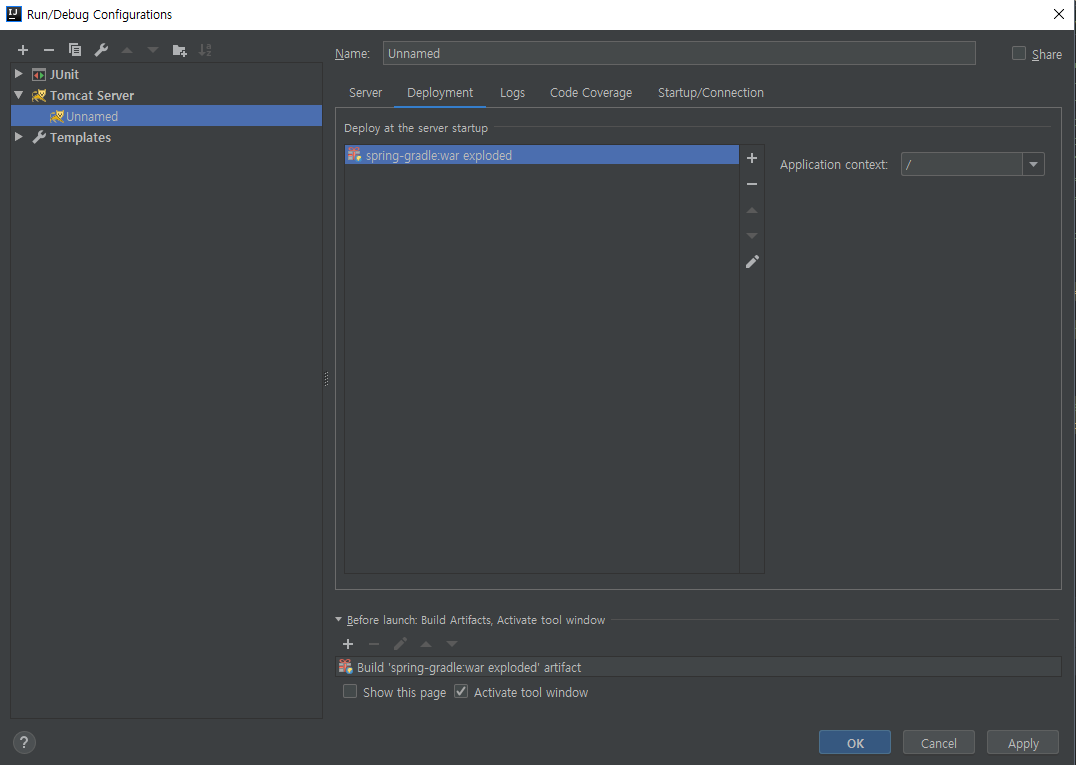 Run/Debug Configurations
JUnit
Tomcat Server
Unnamed
Templates
Name: Unnamed
Share
Server Deployment Logs Code Coverage Startup/Connection
Deploy at the server startup
spring-gradle:war exploded
Application context: /
Before launch: Build Artifacts, Activate tool window
Build 'spring-gradle:war exploded' artifact
Show this page Activate tool window
? OK Cancel Apply